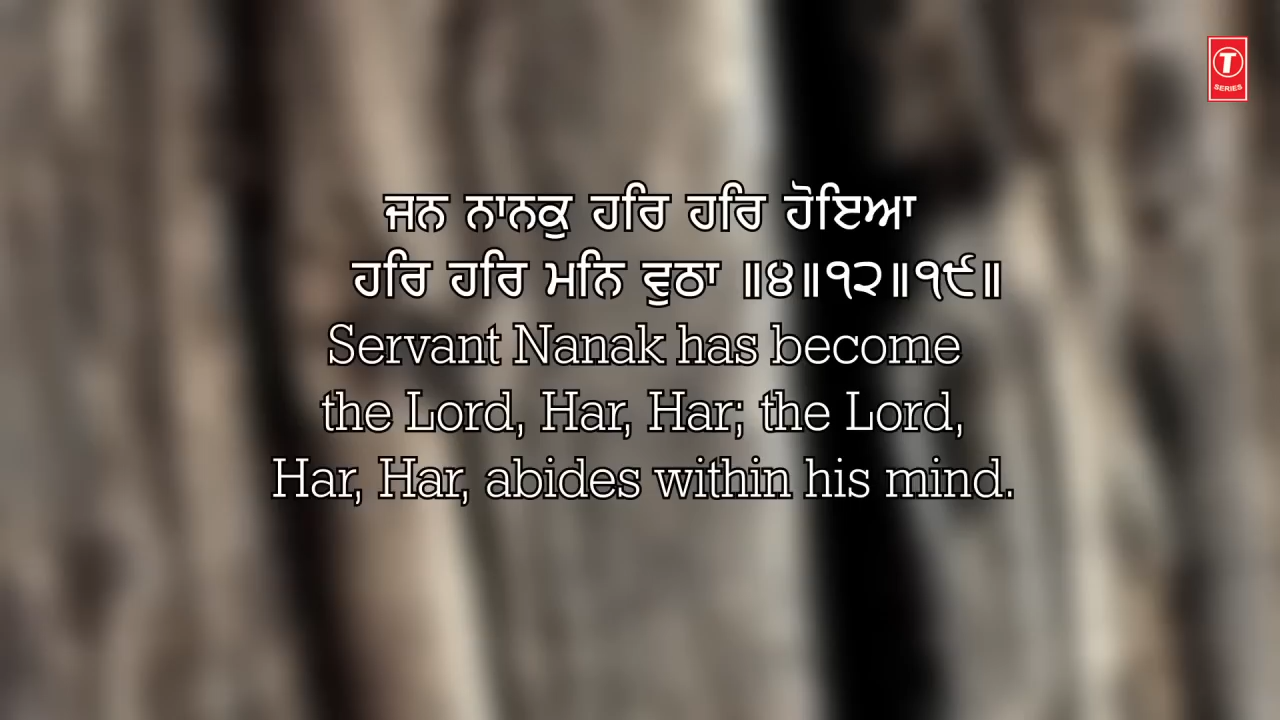 T
SERIES
ਜਨ ਨਾਨਕੁ ਹਰਿ ਹਰਿ ਹੋਇਆ
ਹਰਿ ਹਰਿ ਮਨਿ ਵੁਠਾ ॥੪॥੧੨॥੧੯॥
Servant Nanak has become
the Lord, Har, Har; the Lord,
Har, Har, abides within his mind.